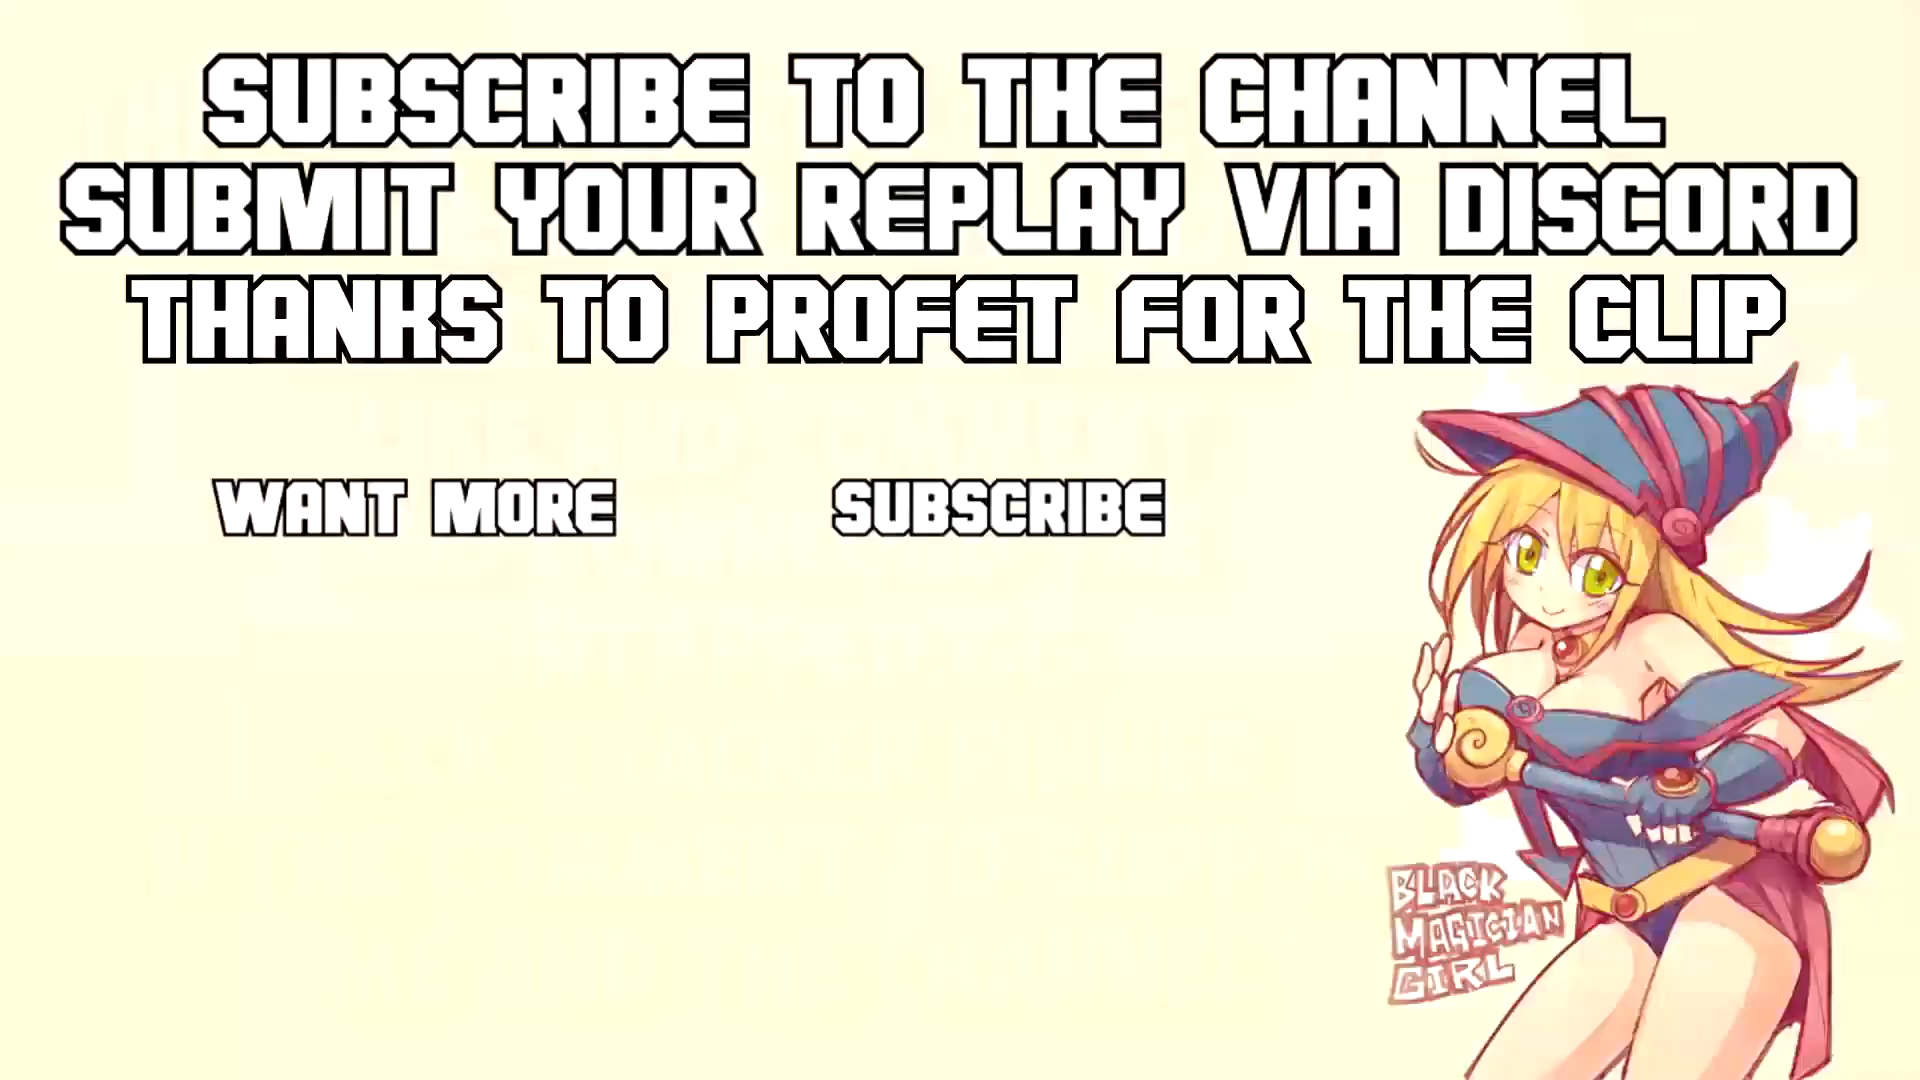 SUBSCRIBE TO THE CHANNEL
SUBMIT YOUR REPLAY VIA DISCORD
THANKS TO PROFET FOR THE CLIP
WANT MORE
SUBSCRIBE
BLACK
MAGICIAN
GIRL